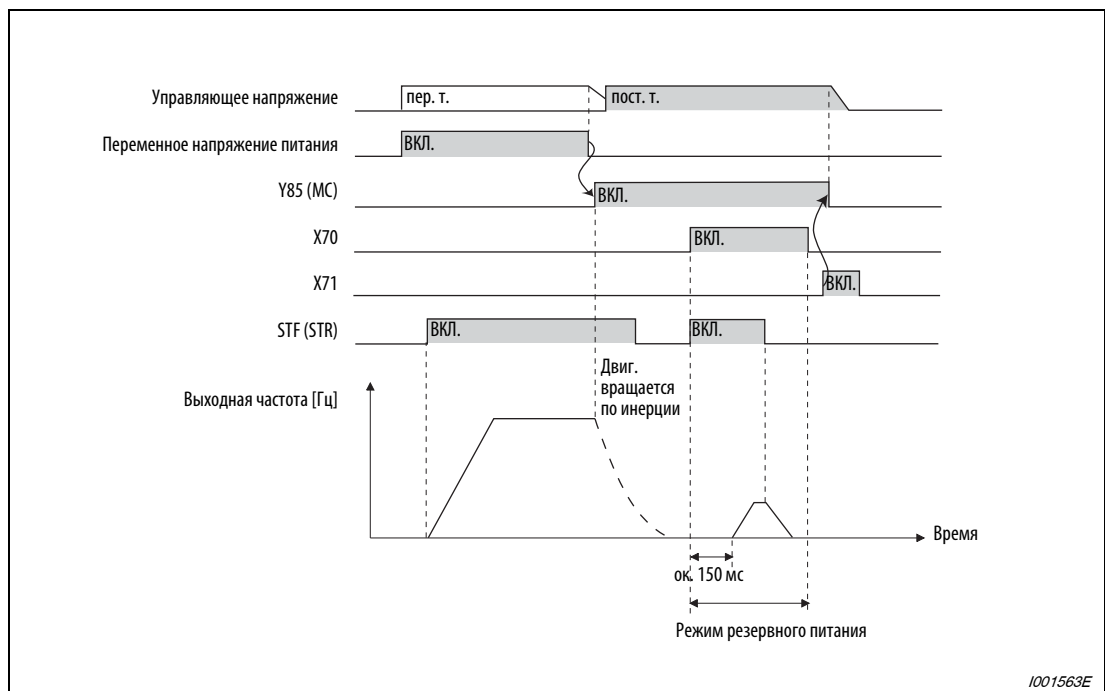 Управляющее напряжение
пер. т.
пост. т.
Переменное напряжение питания
ВКЛ.
Y85 (MC)
ВКЛ.
X70
ВКЛ.
X71
ВКЛ.
STF (STR)
ВКЛ.
ВКЛ.
Двиг.
вращается
по инерции
Выходная частота [Гц]
Время
ок. 150 мс
Режим резервного питания
I001563E